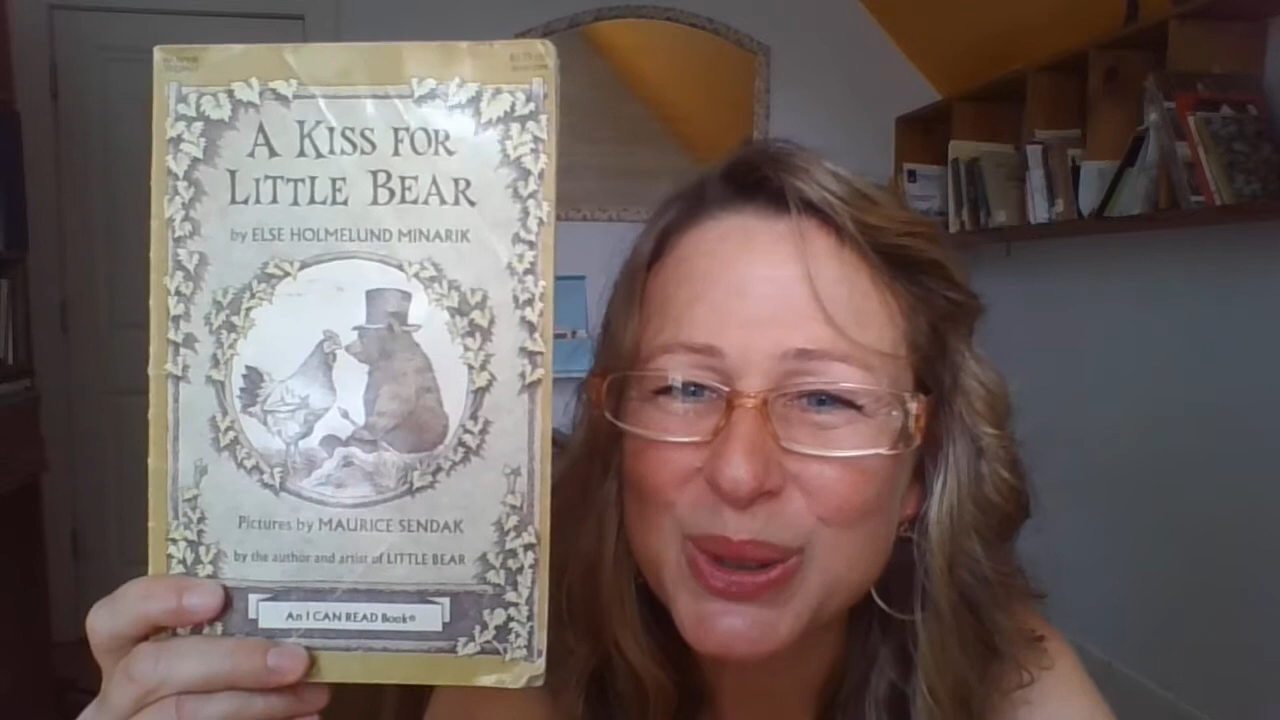 A KISS FOR
LITTLE BEAR
by ELSE HOLMELUND MINARIK
Pictures by MAURICE SENDAK
by the author and artist of LITTLE BEAR
An I CAN READ Book®